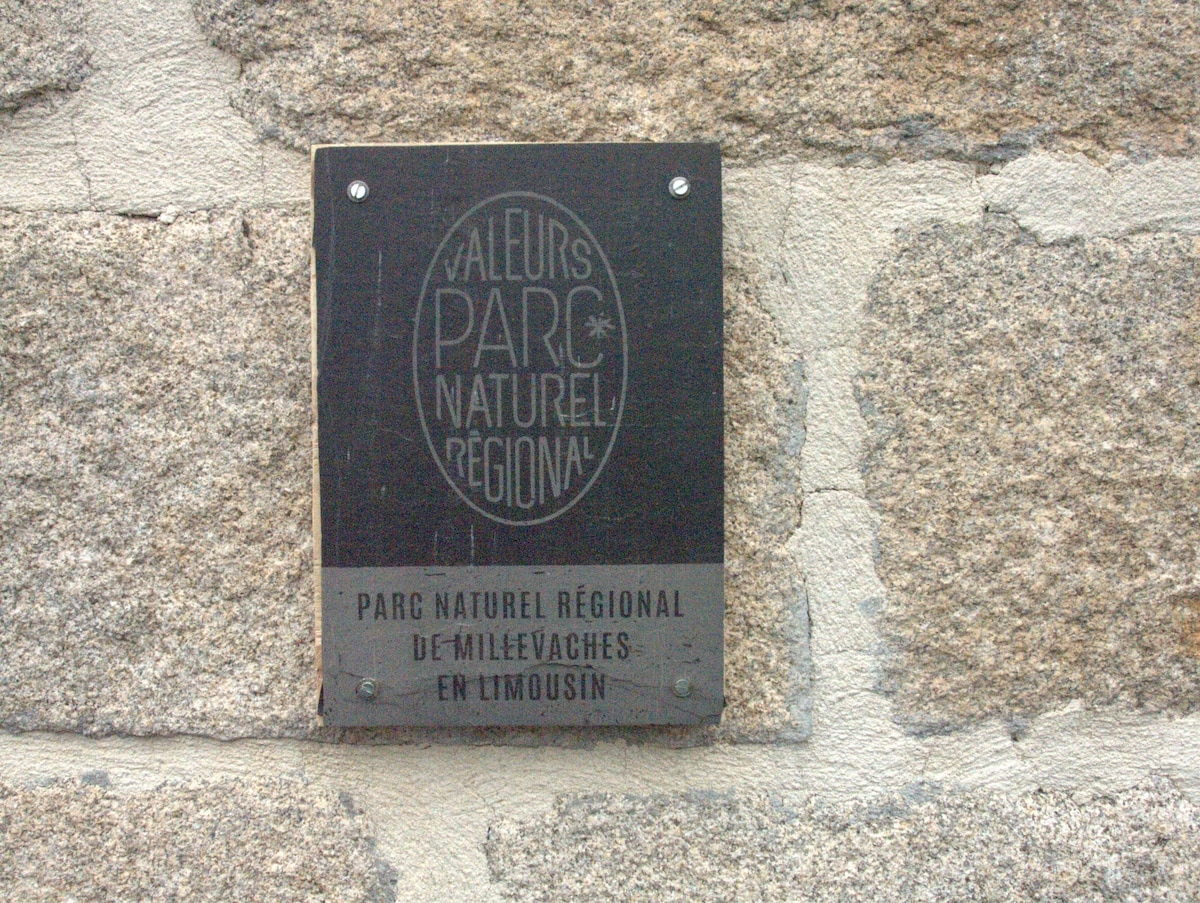 VALEURS
PARC*
NATUREL
RÉGIONAL
PARC NATUREL RÉGIONAL
DE MILLEVACHES
EN LIMOUSIN